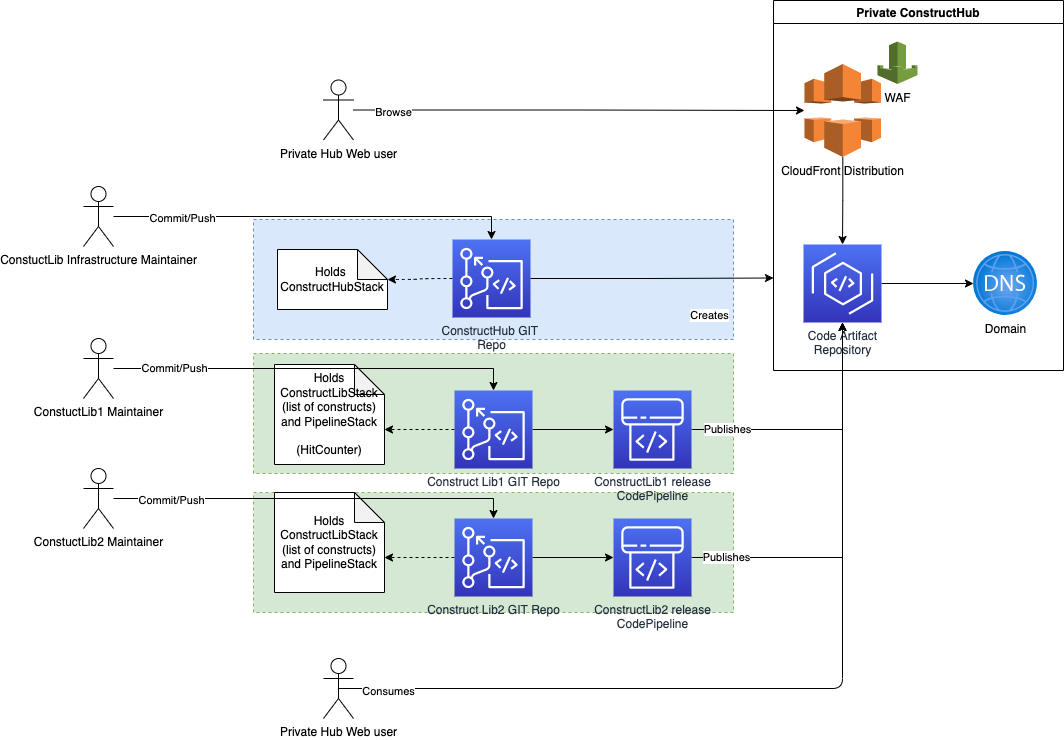 Private ConstructHub
WAF
Browse
Private Hub Web user
CloudFront Distribution
Commit/Push
ConstuctLib Infrastructure Maintainer
Holds
ConstructHubStack
Creates
ConstructHub GIT
Repo
DNS
Domain
Code Artifact
Repository
Commit/Push
ConstuctLib1 Maintainer
Holds
ConstructLibStack
(list of constructs)
and PipelineStack
(HitCounter)
Publishes
Construct Lib1 GIT Repo
ConstructLib1 release
CodePipeline
Commit/Push
ConstuctLib2 Maintainer
Holds
ConstructLibStack
(list of constructs)
and PipelineStack
Publishes
Construct Lib2 GIT Repo
ConstructLib2 release
CodePipeline
Consumes
Private Hub Web user